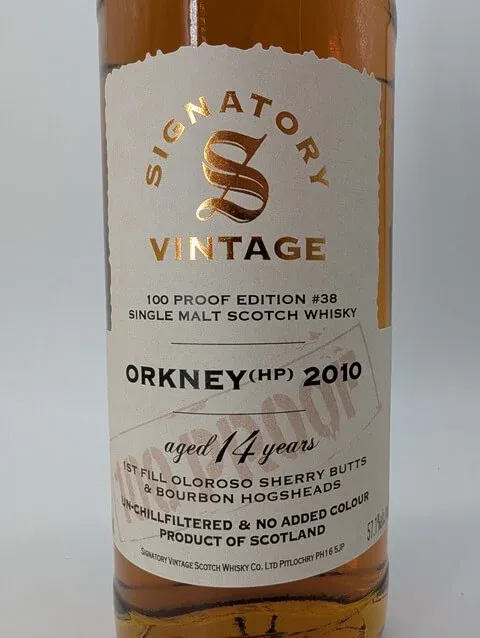 SIGNATORY
S
VINTAGE
100 PROOF EDITION #38
SINGLE MALT SCOTCH WHISKY
ORKNEY(HP) 2010
100 PROOF
aged 14 years
1ST FILL OLOROSO SHERRY BUTTS
& BOURBON HOGSHEADS
UN-CHILLFILTERED & NO ADDED COLOUR
PRODUCT OF SCOTLAND
57.1%
SIGNATORY VINTAGE SCOTCH WHISKY CO. LTD PITLOCHRY PH16 5JP